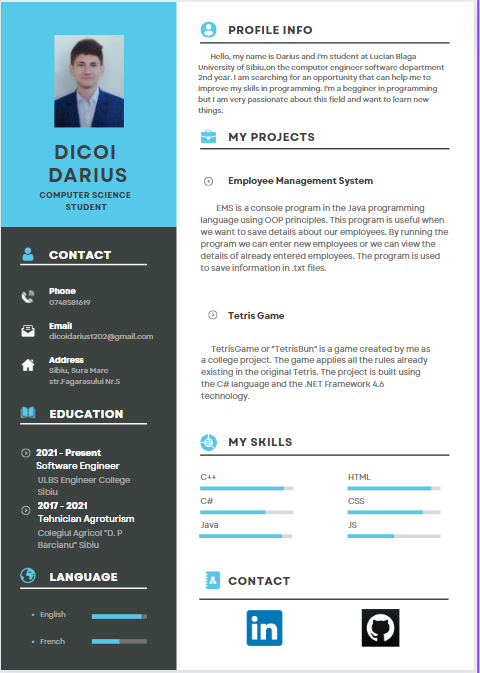 DICOI
DARIUS
COMPUTER SCIENCE
STUDENT
CONTACT
Phone
0748581619
Email
dicoidarius1202@gmail.com
Address
Sibiu, Sura Mare
str.Fagarasului Nr.5
EDUCATION
2021 - Present
Software Engineer
ULBS Engineer College
Sibiu
2017 - 2021
Tehnician Agroturism
Colegiul Agricol "D. P
Barcianu" Sibiu
LANGUAGE
English
French
PROFILE INFO
Hello, my name is Darius and i'm student at Lucian Blaga
University of Sibiu,on the computer engineer software department
2nd year. I am searching for an opportunity that can help me to
improve my skils in programming. I'm a begginer in programming
but I am very passionate about this field and want to learn new
things.
MY PROJECTS
Employee Management System
EMS is a console program in the Java programming
language using OOP principles. This program is useful when
we want to save details about our employees. By running the
program we can enter new employees or we can view the
details of already entered employees. The program is used
to save information in .txt files.
Tetris Game
TetrisGame or "TetrisBun" is a game created by me as
a college project. The game applies all the rules already
existing in the original Tetris. The project is built using
the C# language and the .NET Framework 4.6
technology.
MY SKILLS
C++
HTML
C#
CSS
Java
JS
CONTACT
in